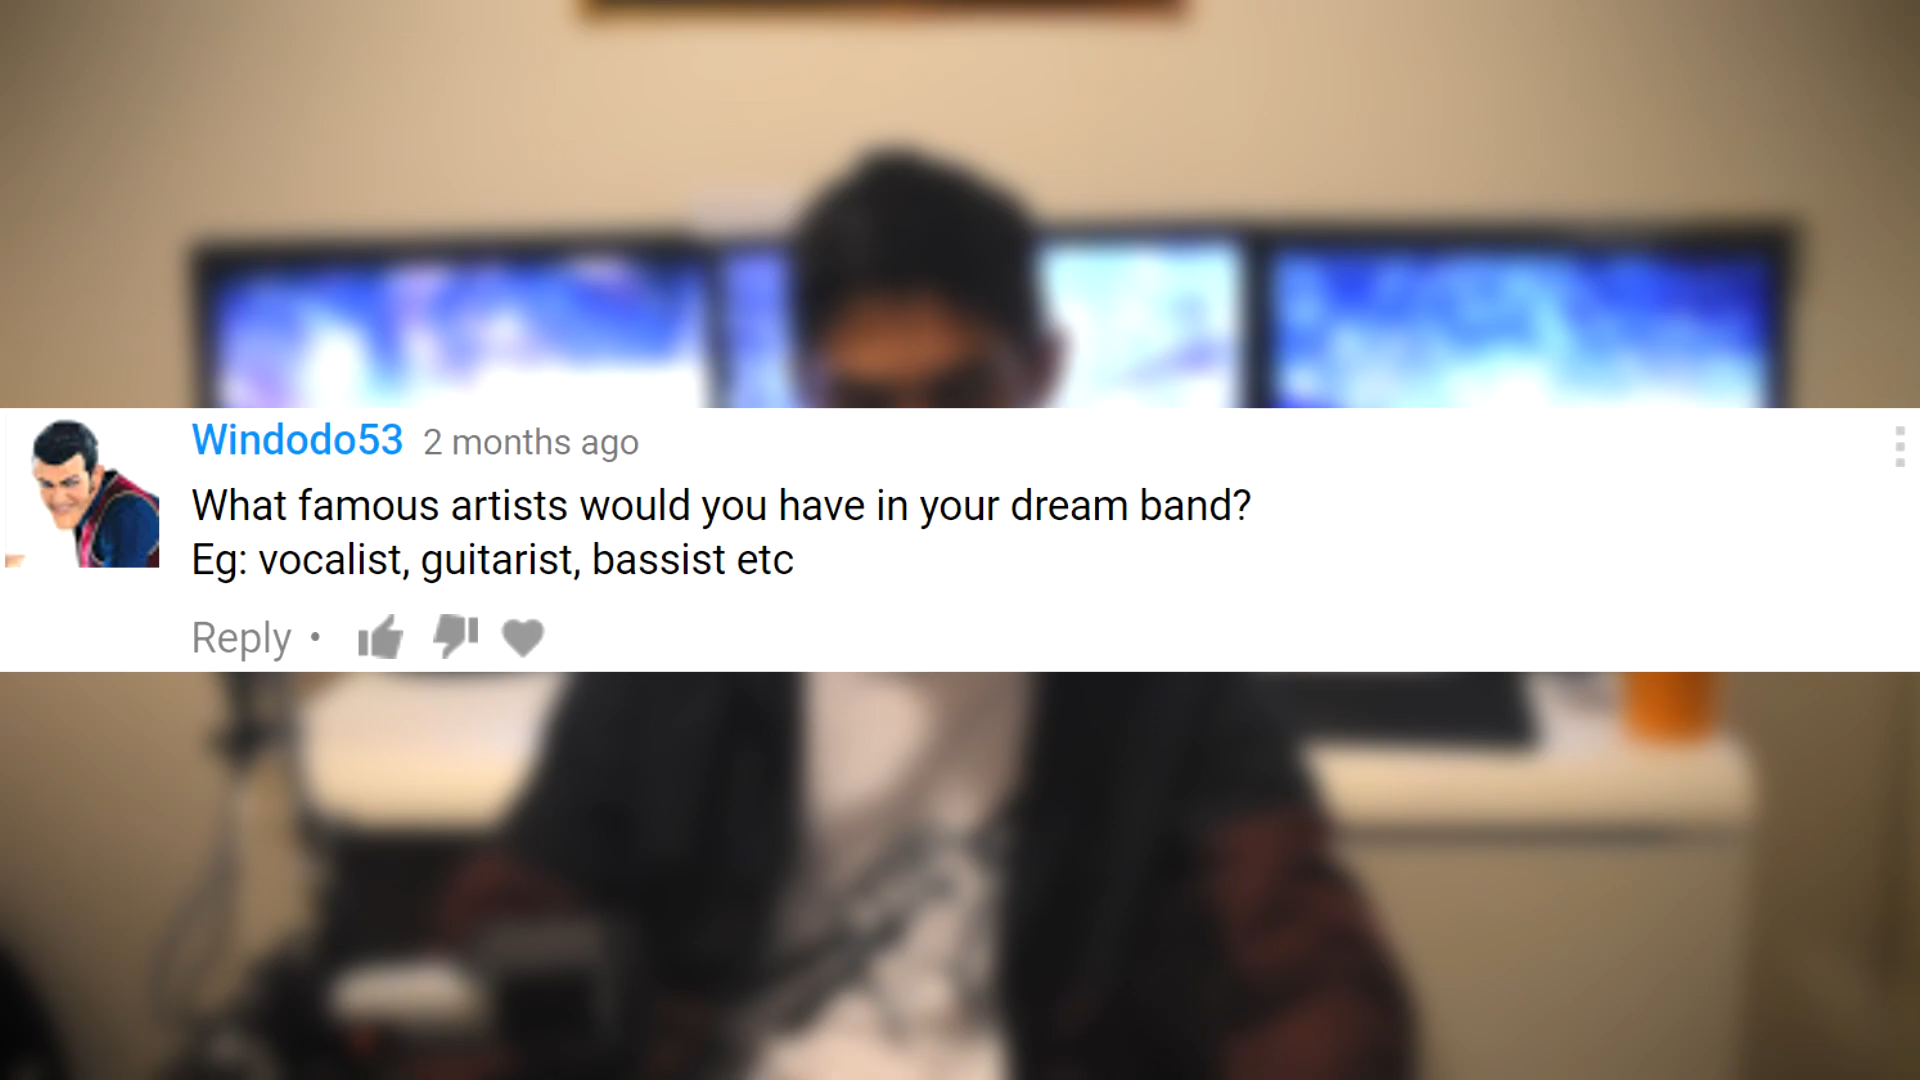 Windodo53 2 months ago
What famous artists would you have in your dream band?
Eg: vocalist, guitarist, bassist etc
Reply •